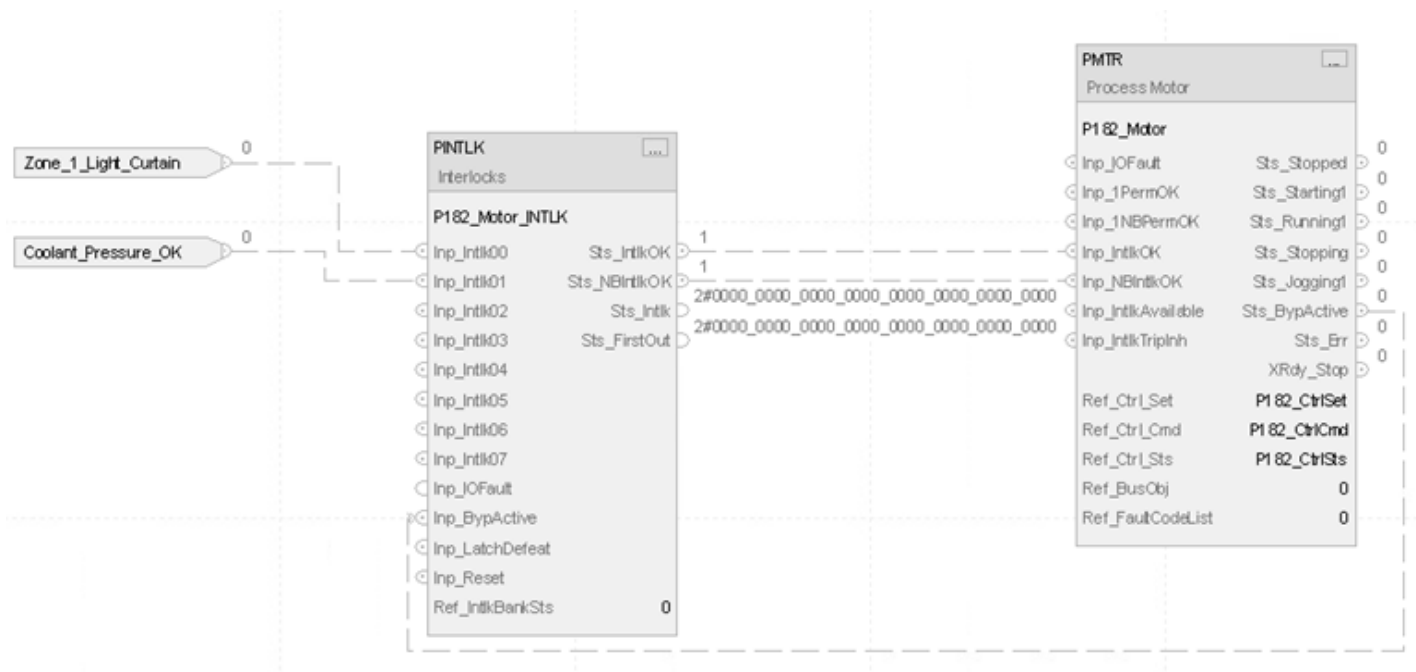 PMTR ...
Process Motor
P182_Motor
Zone_1_Light_Curtain 0
Coolant_Pressure_OK 0
PINTLK ...
Interlocks
P182_Motor_INTLK
Inp_Intlk00 Sts_IntlkOK 1
Inp_Intlk01 Sts_NBIntlkOK 1
Inp_Intlk02 Sts_Intlk 2#0000_0000_0000_0000_0000_0000_0000_0000
Inp_Intlk03 Sts_FirstOut 2#0000_0000_0000_0000_0000_0000_0000_0000
Inp_Intlk04
Inp_Intlk05
Inp_Intlk06
Inp_Intlk07
Inp_IOFault
Inp_BypActive
Inp_LatchDefeat
Inp_Reset
Ref_IntlkBankSts 0
Inp_IOFault Sts_Stopped 0
Inp_1PermOK Sts_Starting1 0
Inp_1NBPermOK Sts_Running1 0
Inp_IntlkOK Sts_Stopping 0
Inp_NBIntlkOK Sts_Jogging1 0
Inp_IntlkAvailable Sts_BypActive 0
Inp_IntlkTripInh Sts_Err 0
XRdy_Stop 0
Ref_Ctrl_Set P182_CtrlSet
Ref_Ctrl_Cmd P182_CtrlCmd
Ref_Ctrl_Sts P182_CtrlSts
Ref_BusObj 0
Ref_FaultCodeList 0